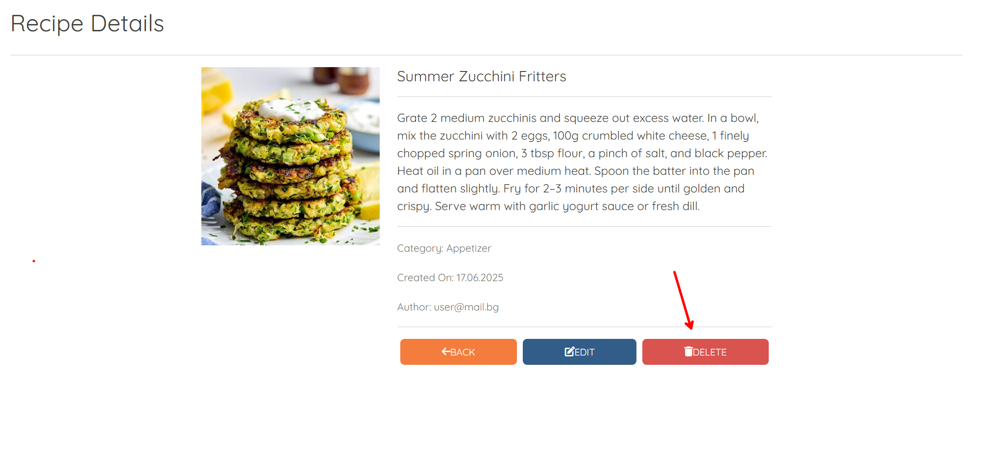 Recipe Details
Summer Zucchini Fritters
Grate 2 medium zucchinis and squeeze out excess water. In a bowl,
mix the zucchini with 2 eggs, 100g crumbled white cheese, 1 finely
chopped spring onion, 3 tbsp flour, a pinch of salt, and black pepper.
Heat oil in a pan over medium heat. Spoon the batter into the pan
and flatten slightly. Fry for 2–3 minutes per side until golden and
crispy. Serve warm with garlic yogurt sauce or fresh dill.
Category: Appetizer
Created On: 17.06.2025
Author: user@mail.bg
BACK EDIT DELETE